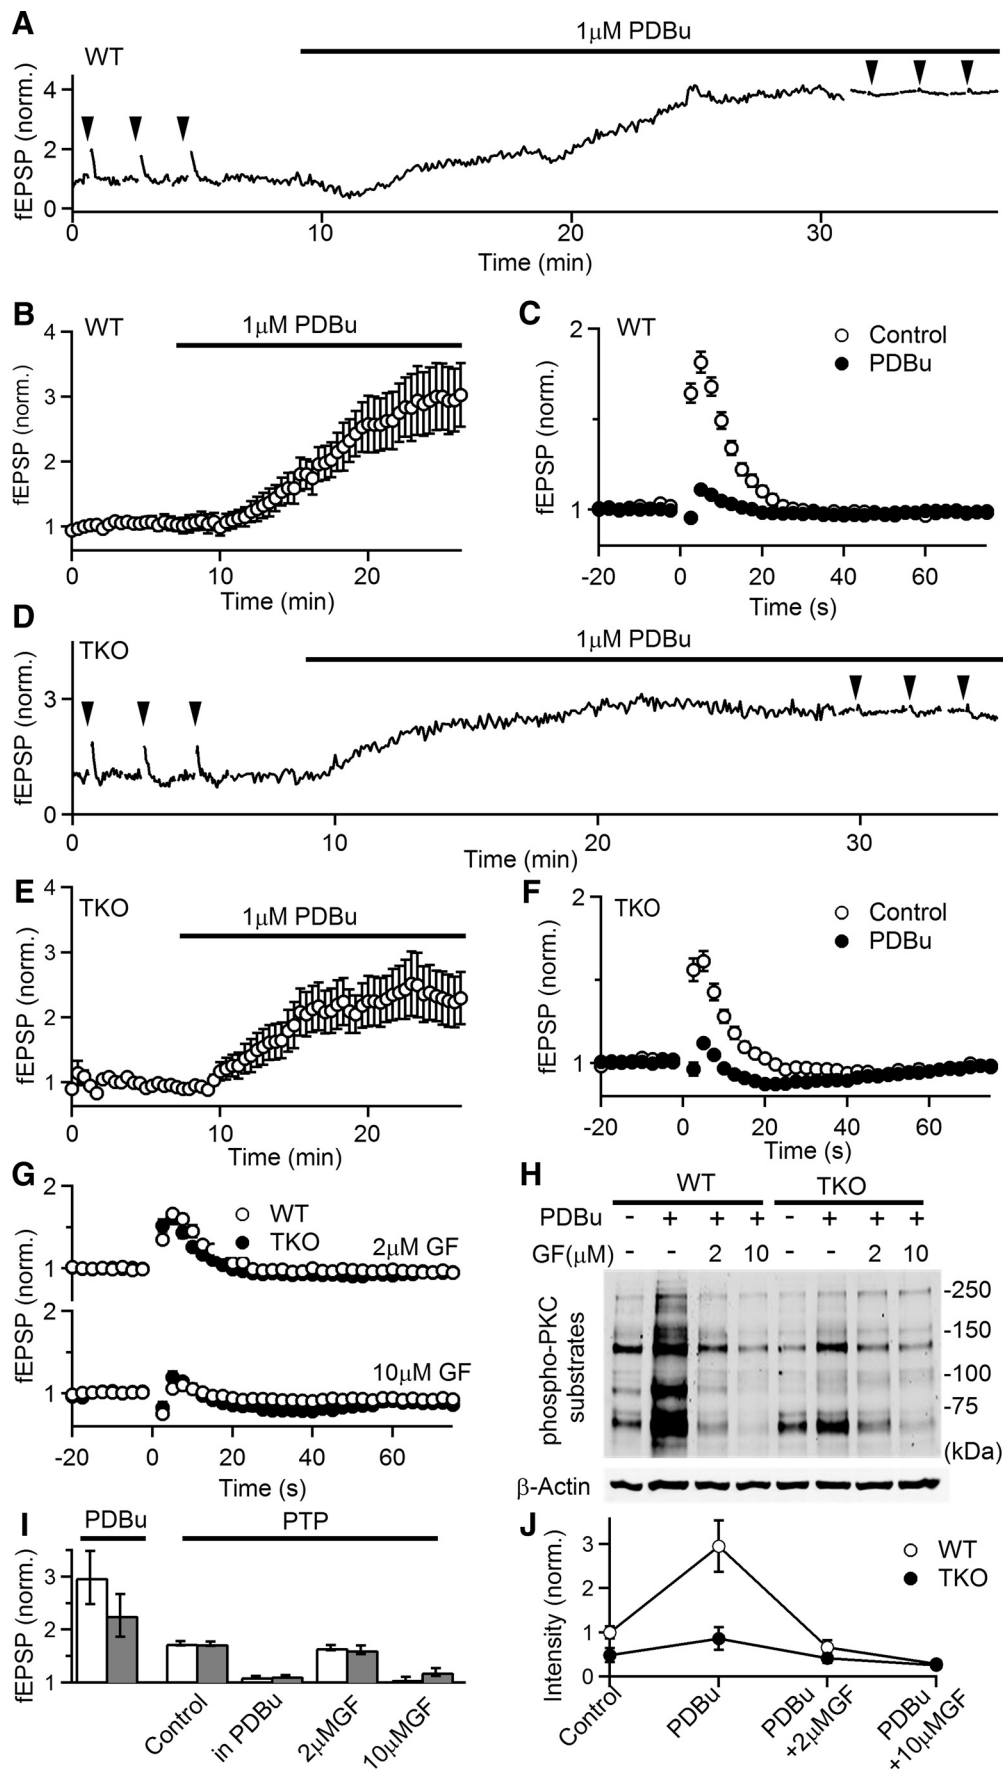 A
1μM PDBu
WT
fEPSP (norm.)
4
2
0
0 10 20 30
Time (min)
B
WT
1μM PDBu
fEPSP (norm.)
4
3
2
1
0 10 20
Time (min)
C
WT
Control
PDBu
fEPSP (norm.)
2
1
-20 0 20 40 60
Time (s)
D
TKO
1μM PDBu
fEPSP (norm.)
3
0
0 10 20 30
Time (min)
E
TKO
1μM PDBu
fEPSP (norm.)
4
3
2
1
0 10 20
Time (min)
F
TKO
Control
PDBu
fEPSP (norm.)
2
1
-20 0 20 40 60
Time (s)
G
WT
TKO
2μM GF
10μM GF
fEPSP (norm.)
2
1
2
1
-20 0 20 40 60
Time (s)
H
WT TKO
PDBu - + + + - + + +
GF(μM) - - 2 10 - - 2 10
phospho-PKC
substrates
-250
-150
-100
-75
(kDa)
β-Actin
I
PDBu PTP
fEPSP (norm.)
3
2
1
Control
in PDBu
2μMGF
10μMGF
J
WT
TKO
Intensity (norm.)
3
2
1
0
Control
PDBu
PDBu
+2μMGF
PDBu
+10μMGF